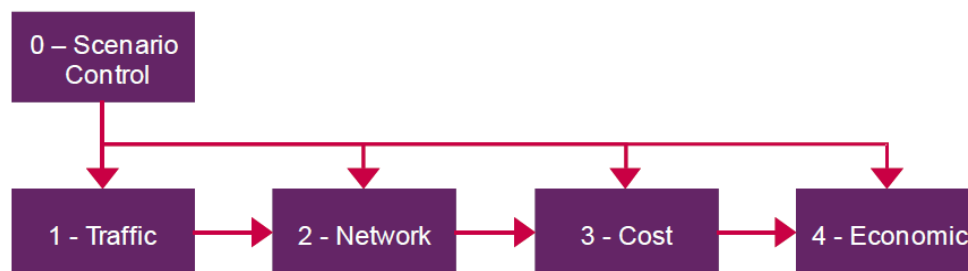 0 – Scenario
Control
1 - Traffic
2 - Network
3 - Cost
4 - Economic